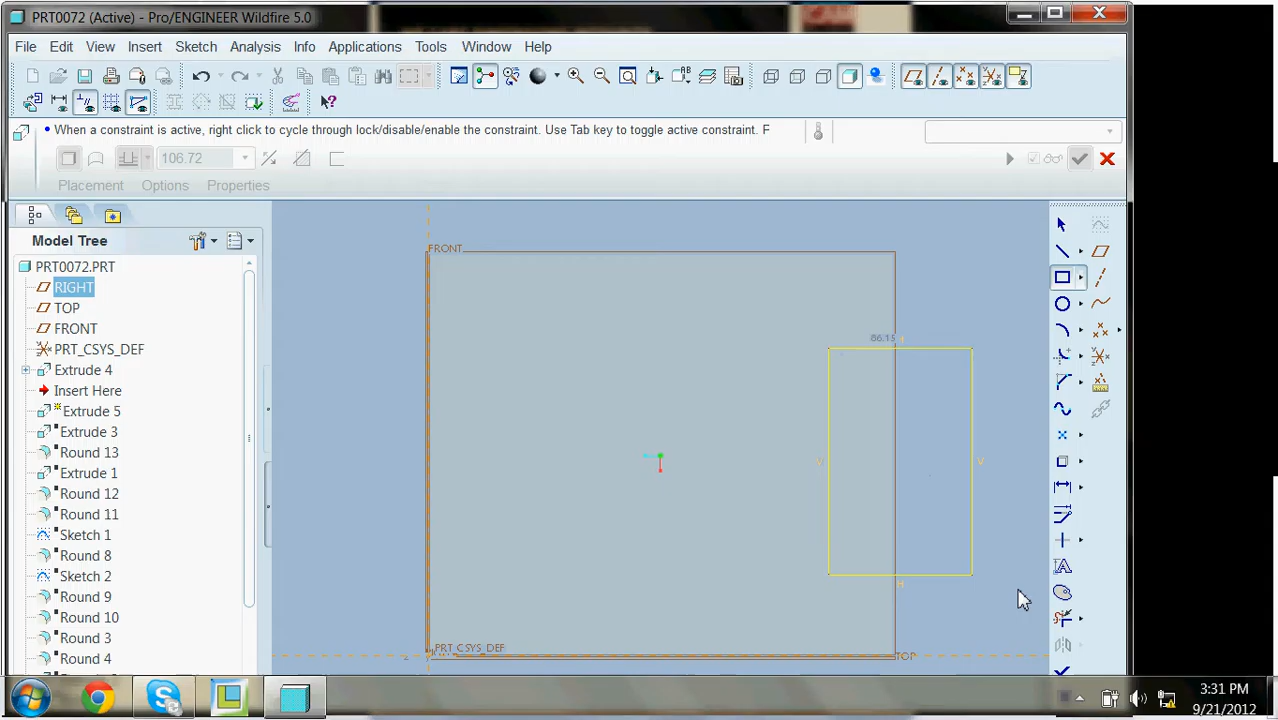 PRT0072 (Active) - Pro/ENGINEER Wildfire 5.0
File Edit View Insert Sketch Analysis Info Applications Tools Window Help
• When a constraint is active, right click to cycle through lock/disable/enable the constraint. Use Tab key to toggle active constraint. F
106.72
Placement Options Properties
Model Tree
PRT0072.PRT
RIGHT
TOP
FRONT
PRT_CSYS_DEF
Extrude 4
Insert Here
Extrude 5
Extrude 3
Round 13
Extrude 1
Round 12
Round 11
Sketch 1
Round 8
Sketch 2
Round 9
Round 10
Round 3
Round 4
FRONT
86.15
H
V
V
H
PRT_CSYS_DEF
TOP
3:31 PM
9/21/2012